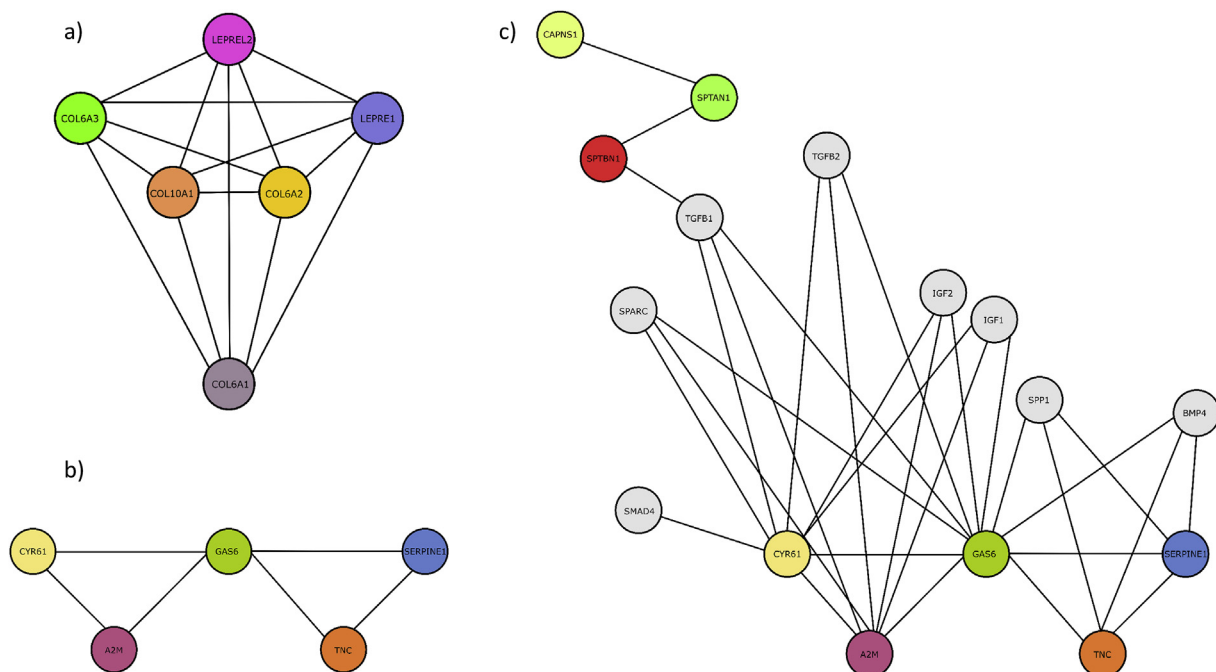 a)
LEPREL2
COL6A3
LEPRE1
COL10A1
COL6A2
COL6A1
b)
CYR61
GAS6
SERPINE1
A2M
TNC
c)
CAPNS1
SPTAN1
SPTBN1
TGFB2
TGFB1
IGF2
SPARC
IGF1
SPP1
BMP4
SMAD4
CYR61
GAS6
SERPINE1
A2M
TNC